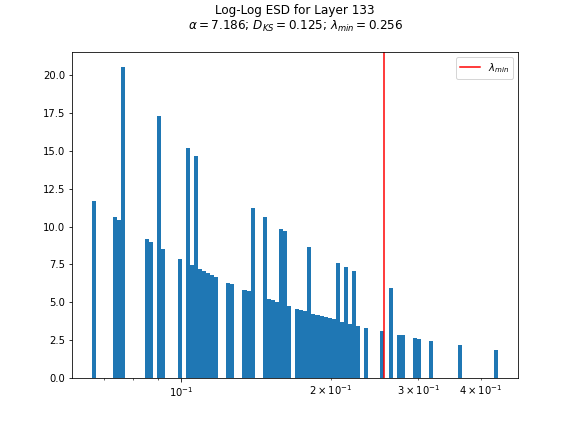 Log-Log ESD for Layer 133
α = 7.186; D_KS = 0.125; λ_min = 0.256
λ_min
20.0
17.5
15.0
12.5
10.0
7.5
5.0
2.5
0.0
10⁻¹
2 × 10⁻¹
3 × 10⁻¹
4 × 10⁻¹